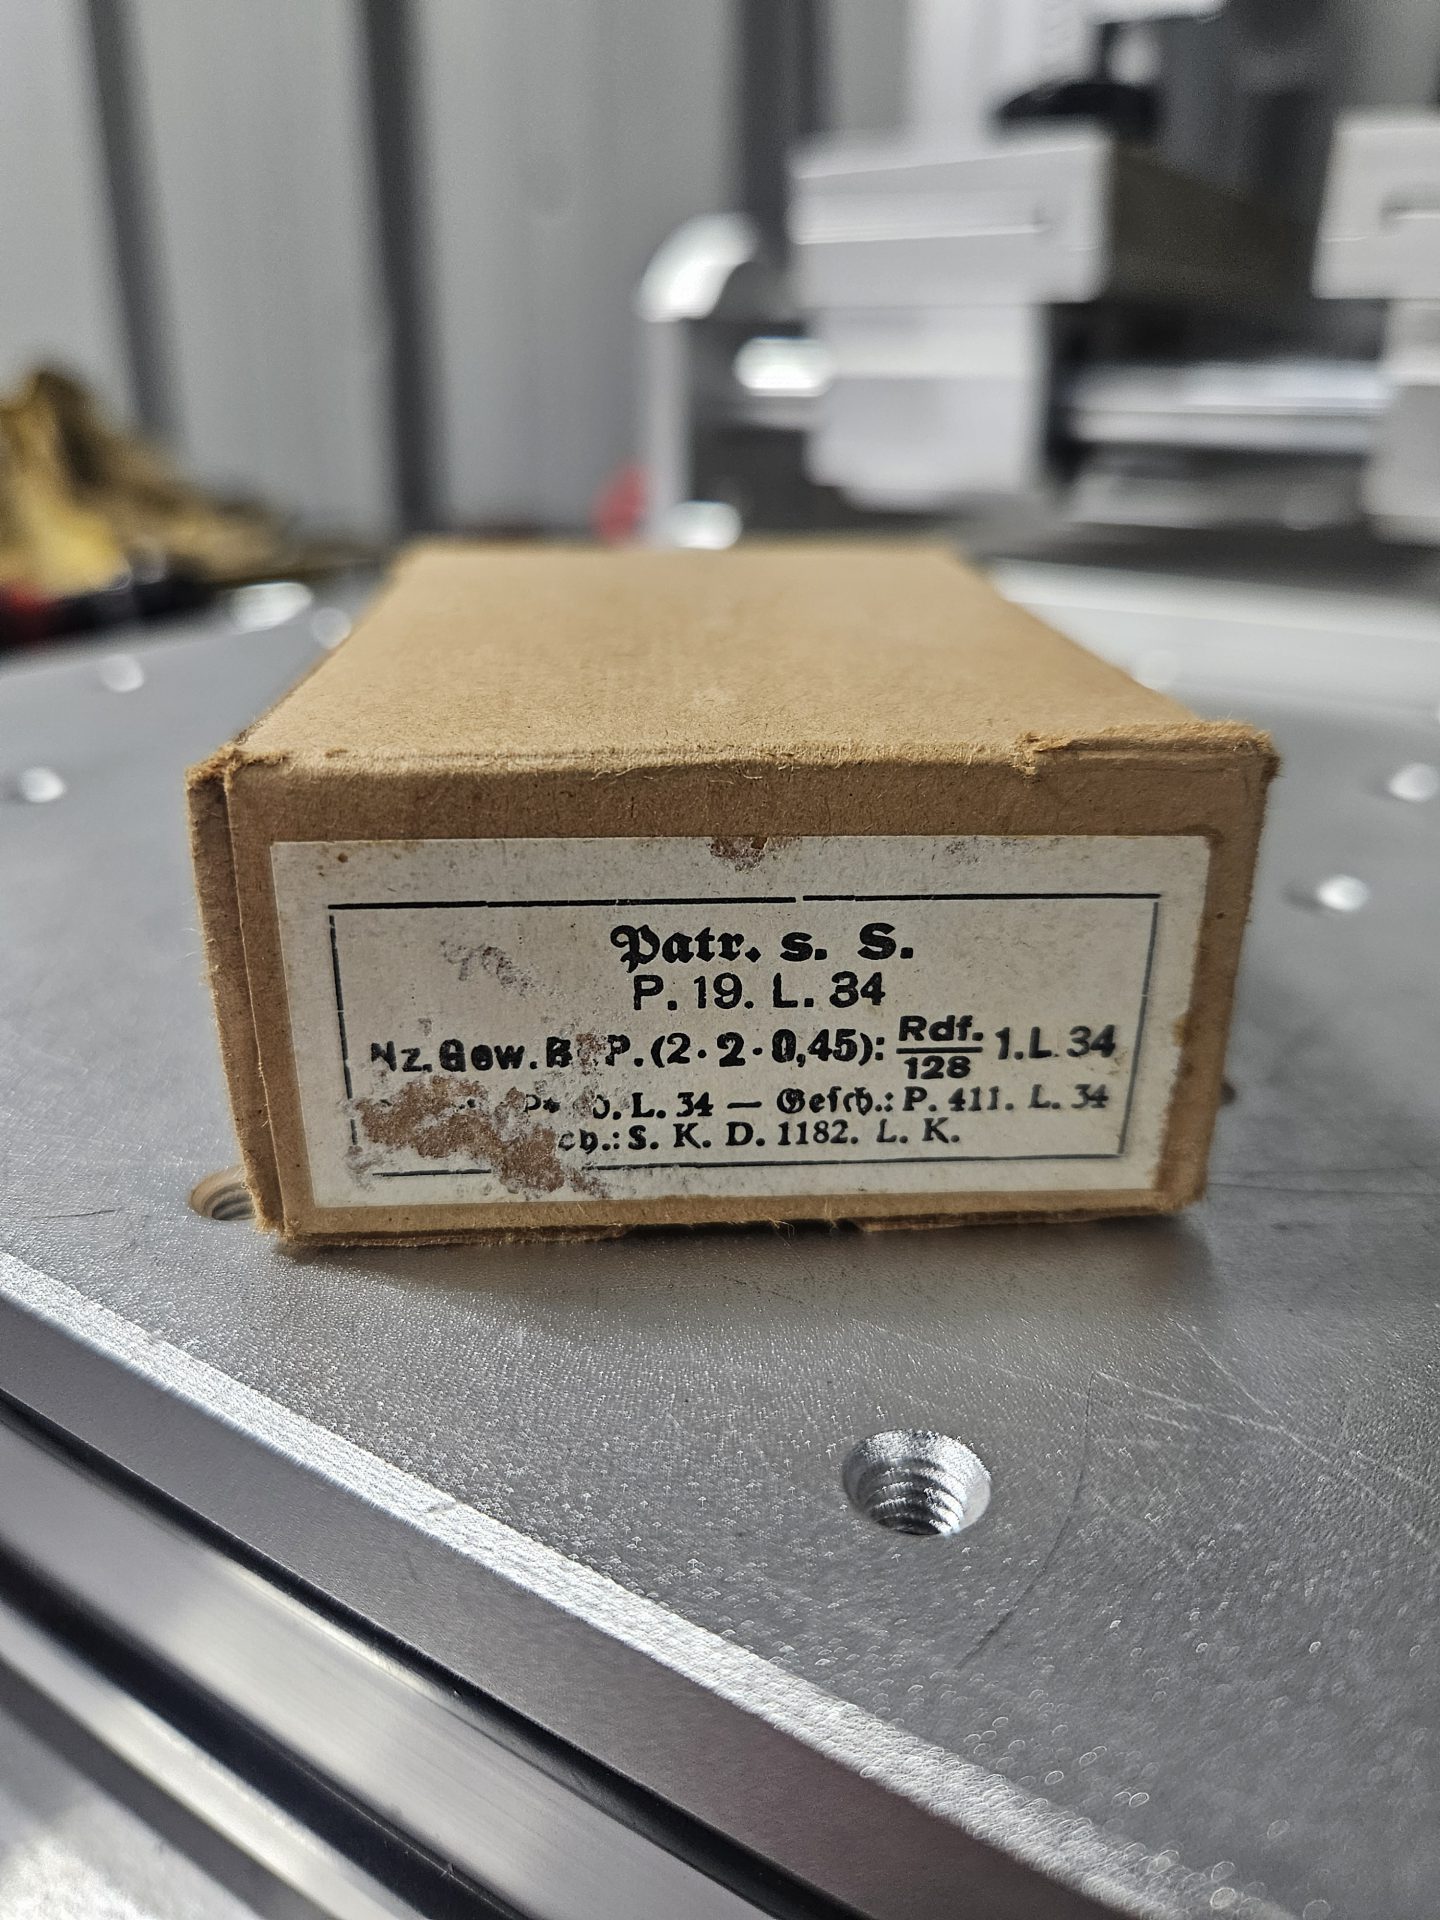 Patr. s. S.
P. 19. L. 34
Nz. Gew. B. P. (2·2·0,45): Rdf./128 1. L 34
L. 34 — Gesch.: P. 411. L. 34
S. K. D. 1182. L. K.